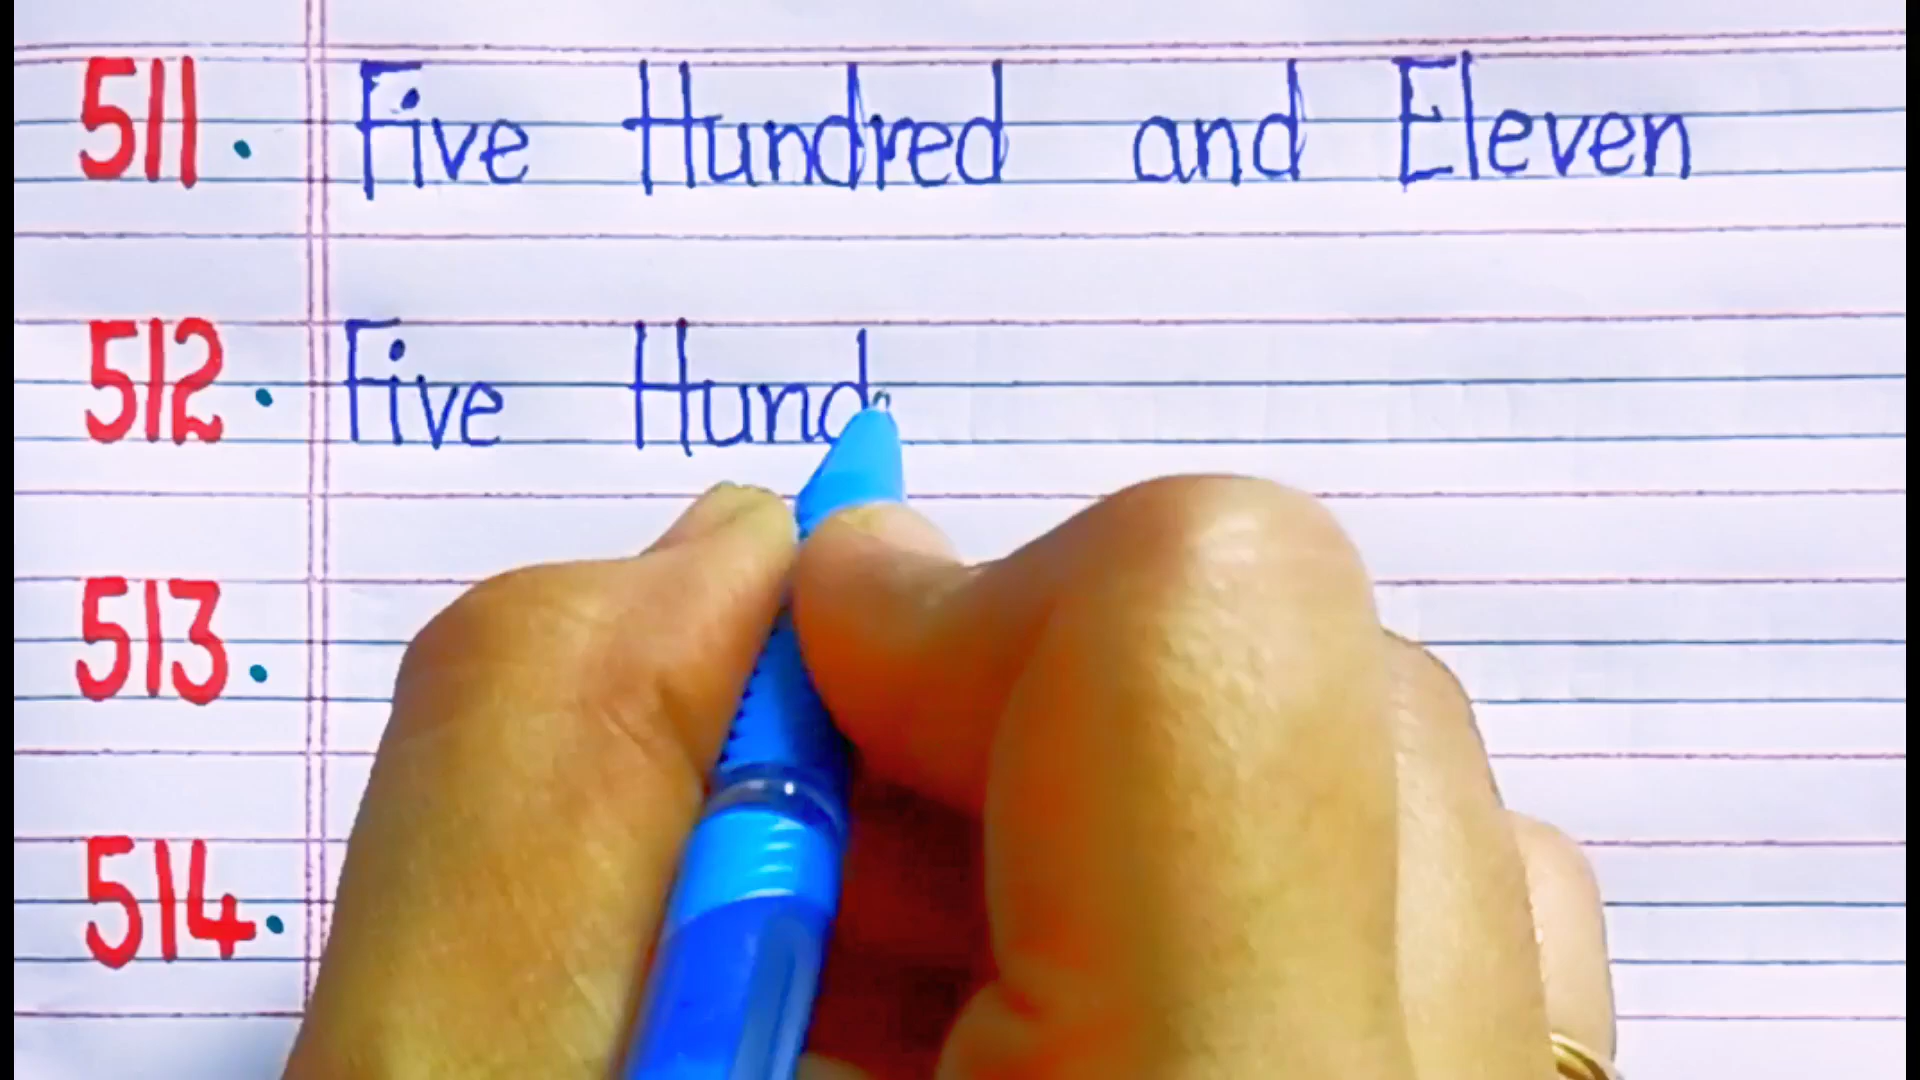 511. Five Hundred and Eleven
512. Five Hund
513.
514.